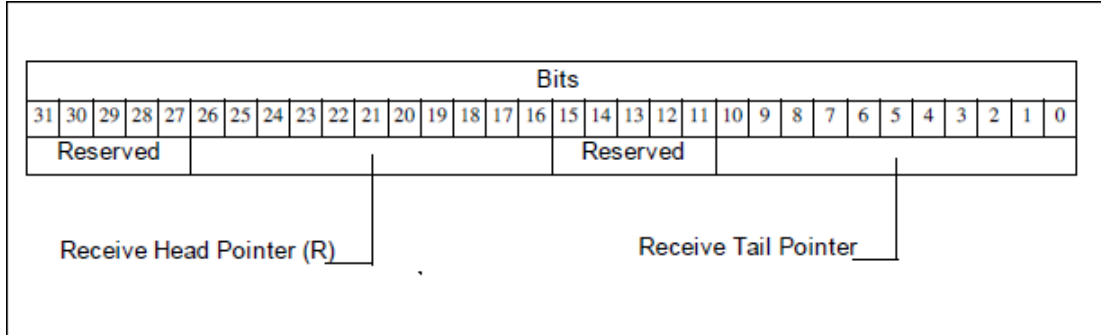 Bits
31 30 29 28 27 26 25 24 23 22 21 20 19 18 17 16 15 14 13 12 11 10 9 8 7 6 5 4 3 2 1 0
Reserved Reserved
Receive Head Pointer (R) Receive Tail Pointer